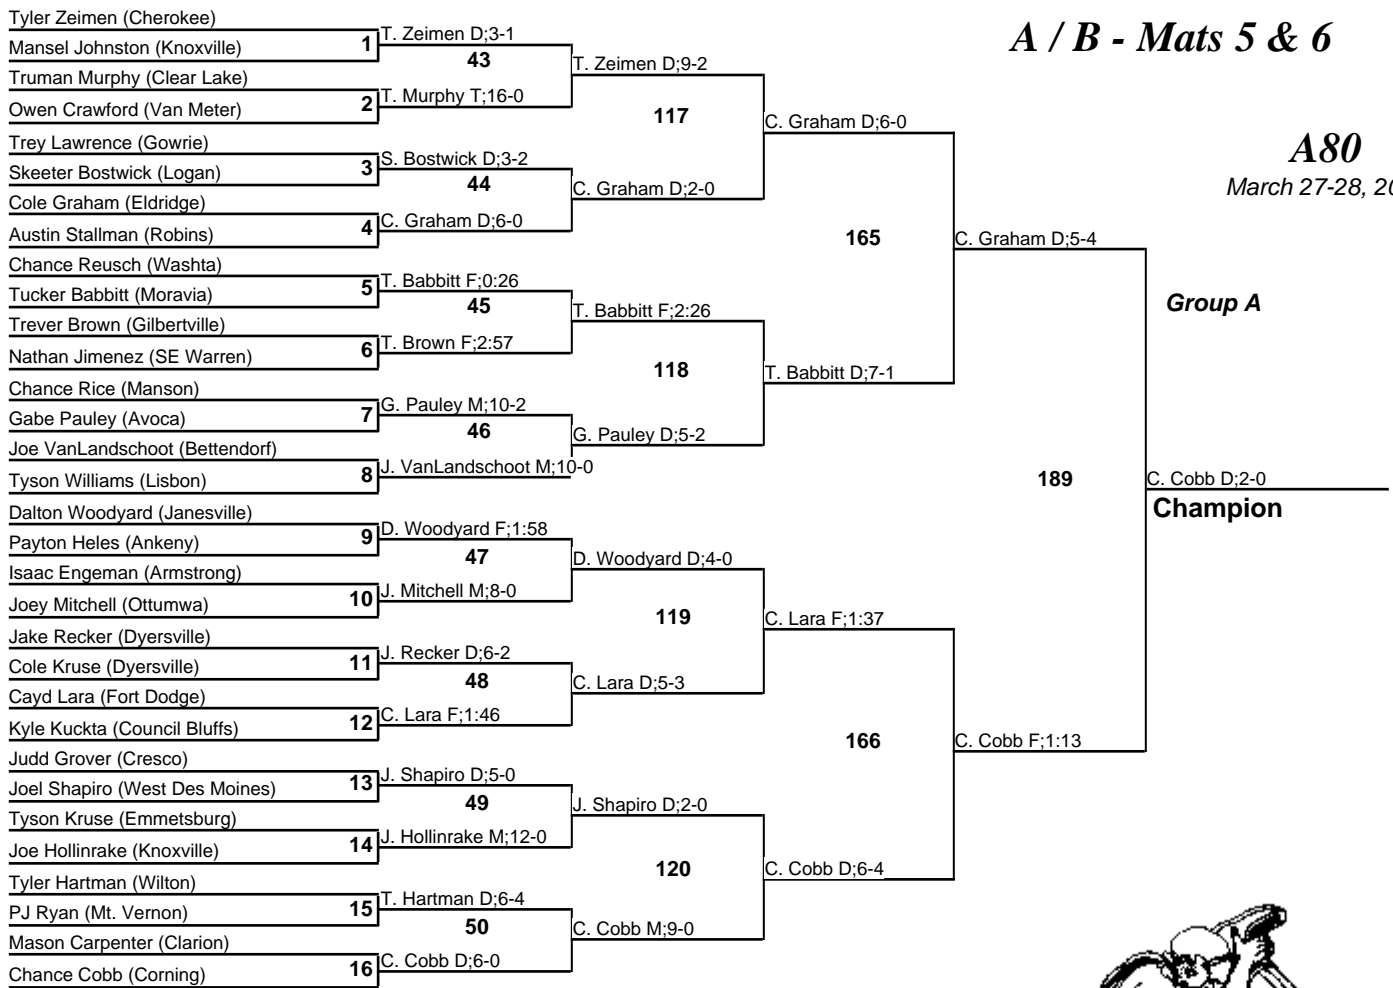 A / B - Mats 5 & 6
A80
March 27-28, 20
Group A
Tyler Zeimen (Cherokee)
1
Mansel Johnston (Knoxville)
Truman Murphy (Clear Lake)
2
Owen Crawford (Van Meter)
Trey Lawrence (Gowrie)
3
Skeeter Bostwick (Logan)
Cole Graham (Eldridge)
4
Austin Stallman (Robins)
Chance Reusch (Washta)
5
Tucker Babbitt (Moravia)
Trever Brown (Gilbertville)
6
Nathan Jimenez (SE Warren)
Chance Rice (Manson)
7
Gabe Pauley (Avoca)
Joe VanLandschoot (Bettendorf)
8
Tyson Williams (Lisbon)
Dalton Woodyard (Janesville)
9
Payton Heles (Ankeny)
Isaac Engeman (Armstrong)
10
Joey Mitchell (Ottumwa)
Jake Recker (Dyersville)
11
Cole Kruse (Dyersville)
Cayd Lara (Fort Dodge)
12
Kyle Kuckta (Council Bluffs)
Judd Grover (Cresco)
13
Joel Shapiro (West Des Moines)
Tyson Kruse (Emmetsburg)
14
Joe Hollinrake (Knoxville)
Tyler Hartman (Wilton)
15
PJ Ryan (Mt. Vernon)
Mason Carpenter (Clarion)
16
Chance Cobb (Corning)
T. Zeimen D;3-1
43
T. Murphy T;16-0
S. Bostwick D;3-2
44
C. Graham D;6-0
T. Babbitt F;0:26
45
T. Brown F;2:57
G. Pauley M;10-2
46
J. VanLandschoot M;10-0
D. Woodyard F;1:58
47
J. Mitchell M;8-0
J. Recker D;6-2
48
C. Lara F;1:46
J. Shapiro D;5-0
49
J. Hollinrake M;12-0
T. Hartman D;6-4
50
C. Cobb D;6-0
T. Zeimen D;9-2
117
C. Graham D;2-0
T. Babbitt F;2:26
118
G. Pauley D;5-2
D. Woodyard D;4-0
119
C. Lara D;5-3
J. Shapiro D;2-0
120
C. Cobb M;9-0
C. Graham D;6-0
165
T. Babbitt D;7-1
C. Lara F;1:37
166
C. Cobb D;6-4
C. Graham D;5-4
189
C. Cobb F;1:13
C. Cobb D;2-0
Champion